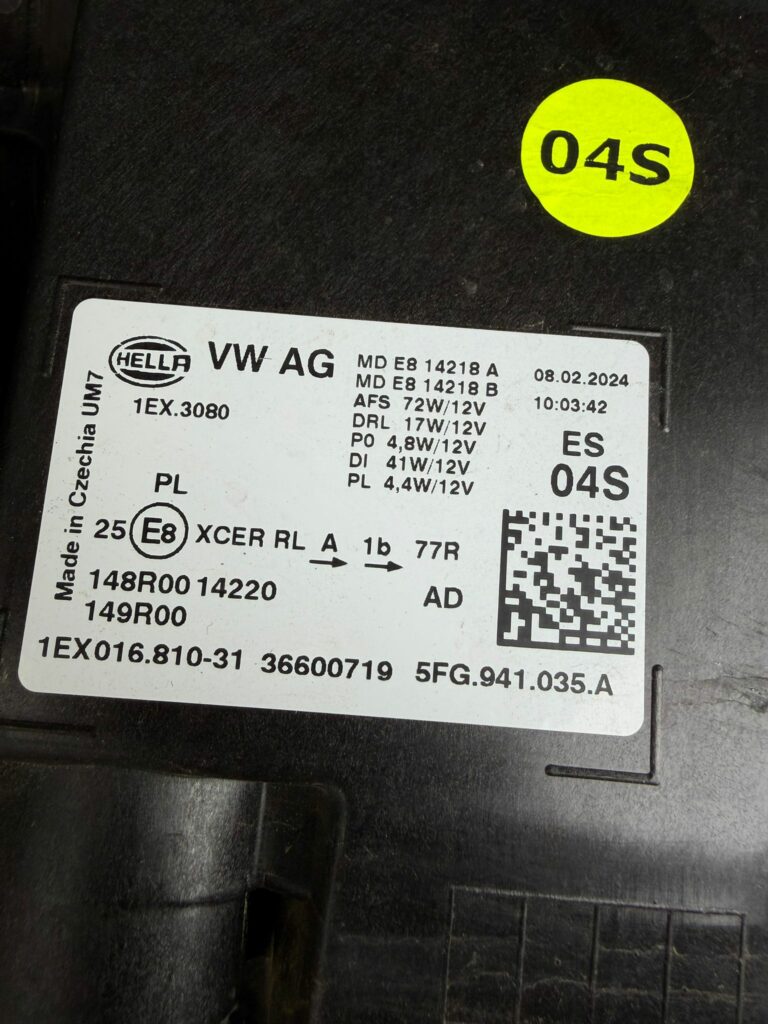 04S
HELLA VW AG
1EX.3080
MD E8 14218 A
MD E8 14218 B
AFS 72W/12V
DRL 17W/12V
PO 4,8W/12V
DI 41W/12V
PL 4,4W/12V
08.02.2024
10:03:42
ES
04S
Made in Czechia UM7
PL
25 E8 XCER RL A 1b 77R
148R00 14220 AD
149R00
1EX 016.810-31 36600719 5FG.941.035.A